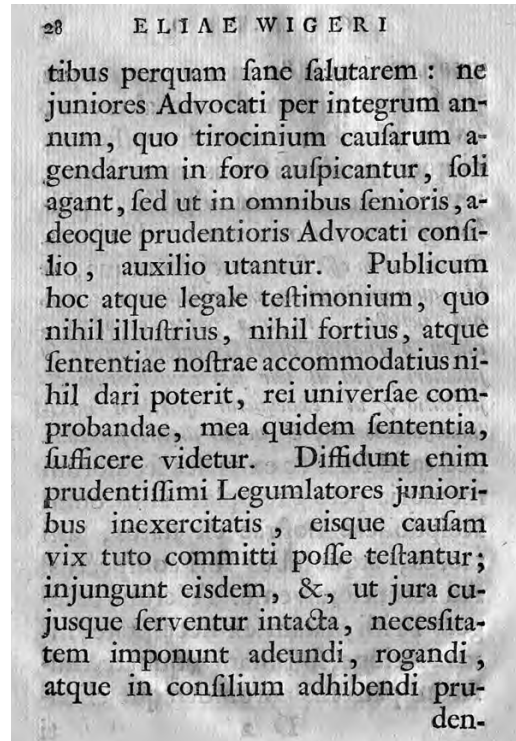 28 ELIAE WIGERI
tibus perquam ſane ſalutarem : ne
juniores Advocati per integrum an-
num, quo tirocinium cauſarum a-
gendarum in foro auſpicantur, ſoli
agant, ſed ut in omnibus ſenioris, a-
deoque prudentioris Advocati conſi-
lio, auxilio utantur. Publicum
hoc atque legale teſtimonium, quo
nihil illuſtrius, nihil fortius, atque
ſententiae noſtrae accommodatius ni-
hil dari poterit, rei univerſae com-
probandae, mea quidem ſententia,
ſufficere videtur. Diffidunt enim
prudentiſſimi Legumlatores juniori-
bus inexercitatis, eisque cauſam
vix tuto committi poſſe teſtantur;
injungunt eisdem, &, ut jura cu-
jusque ſerventur intacta, necesſita-
tem imponunt adeundi, rogandi,
atque in conſilium adhibendi pru-
den-